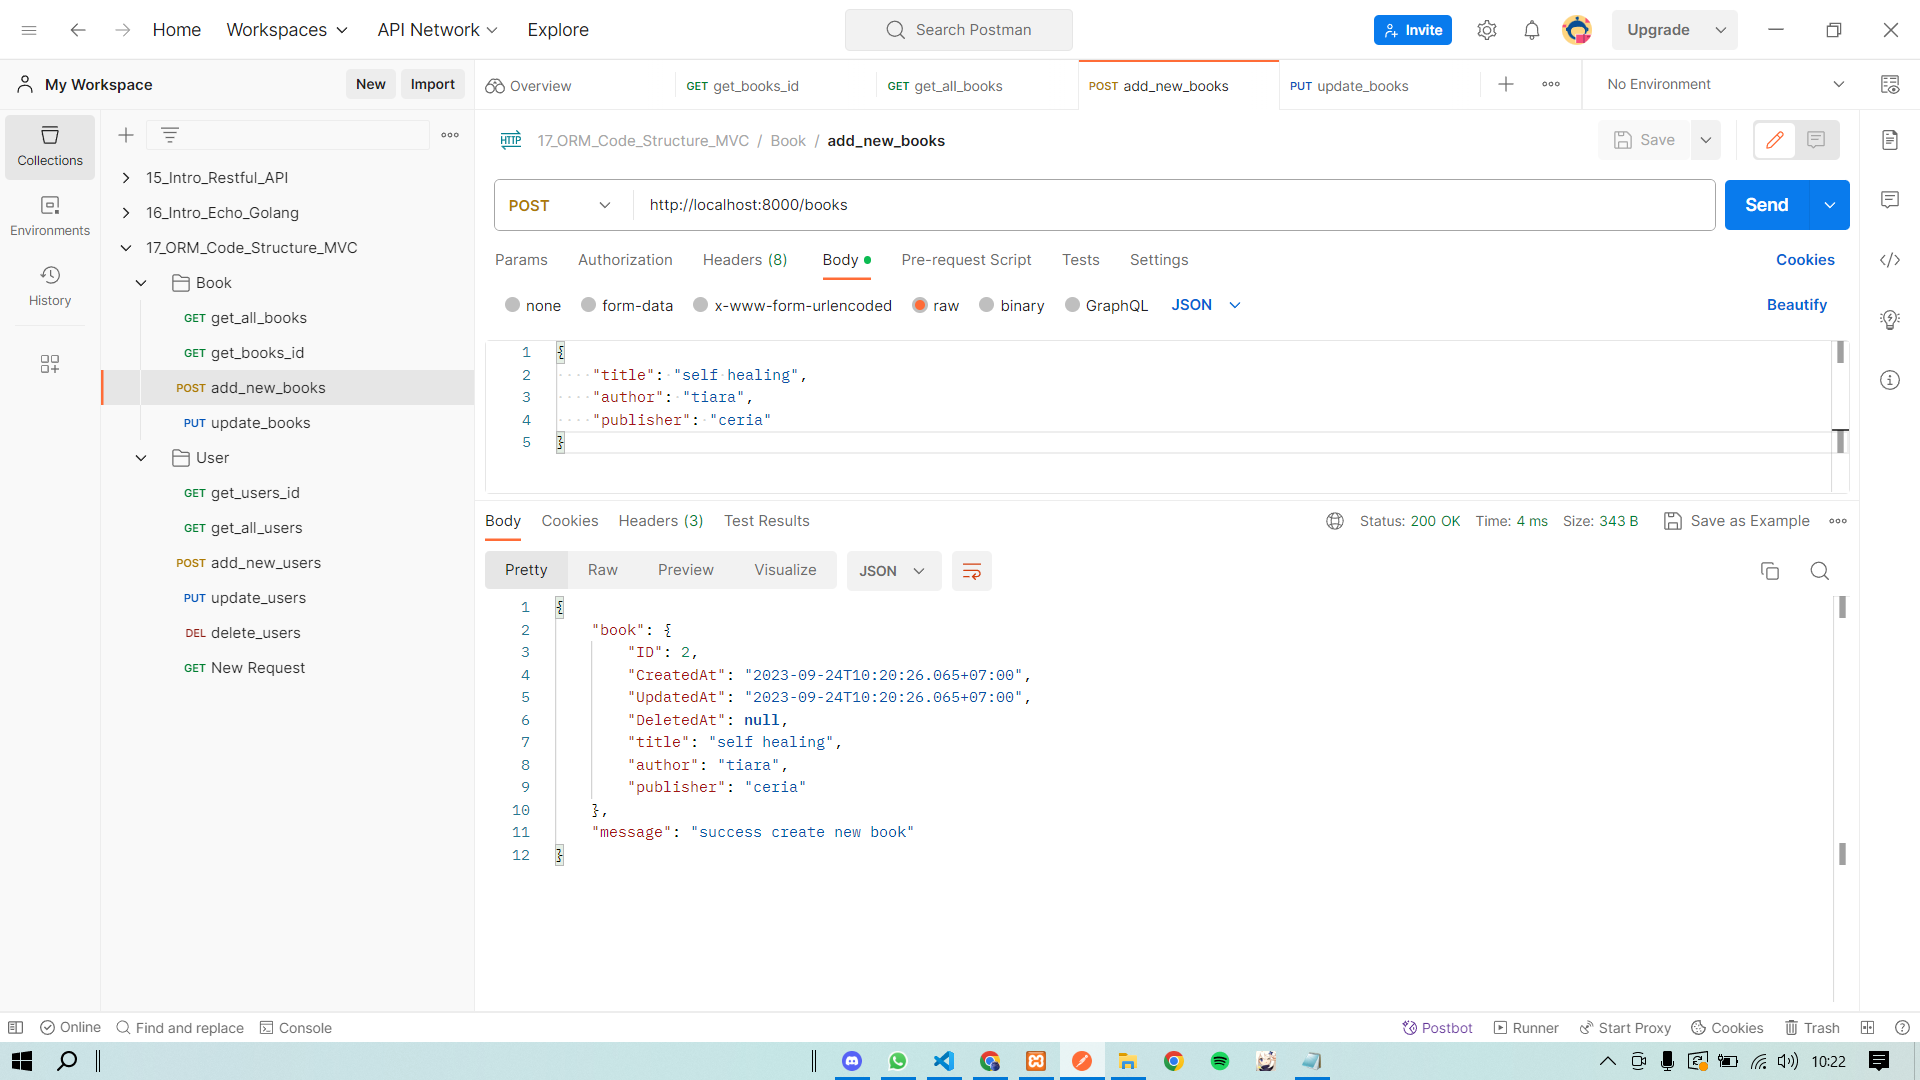 Home Workspaces API Network Explore Search Postman Invite Upgrade
My Workspace New Import Overview GET get_books_id GET get_all_books POST add_new_books PUT update_books No Environment
Collections
Environments
History
15_Intro_Restful_API
16_Intro_Echo_Golang
17_ORM_Code_Structure_MVC
Book
GET get_all_books
GET get_books_id
POST add_new_books
PUT update_books
User
GET get_users_id
GET get_all_users
POST add_new_users
PUT update_users
DEL delete_users
GET New Request
HTTP 17_ORM_Code_Structure_MVC / Book / add_new_books Save
POST http://localhost:8000/books Send
Params Authorization Headers (8) Body Pre-request Script Tests Settings Cookies
none form-data x-www-form-urlencoded raw binary GraphQL JSON Beautify
1 {
2 ····"title":·"self·healing",
3 ····"author":·"tiara",
4 ····"publisher":·"ceria"
5 }
Body Cookies Headers (3) Test Results Status: 200 OK Time: 4 ms Size: 343 B Save as Example
Pretty Raw Preview Visualize JSON
1 {
2 "book": {
3 "ID": 2,
4 "CreatedAt": "2023-09-24T10:20:26.065+07:00",
5 "UpdatedAt": "2023-09-24T10:20:26.065+07:00",
6 "DeletedAt": null,
7 "title": "self healing",
8 "author": "tiara",
9 "publisher": "ceria"
10 },
11 "message": "success create new book"
12 }
Online Find and replace Console Postbot Runner Start Proxy Cookies Trash
10:22